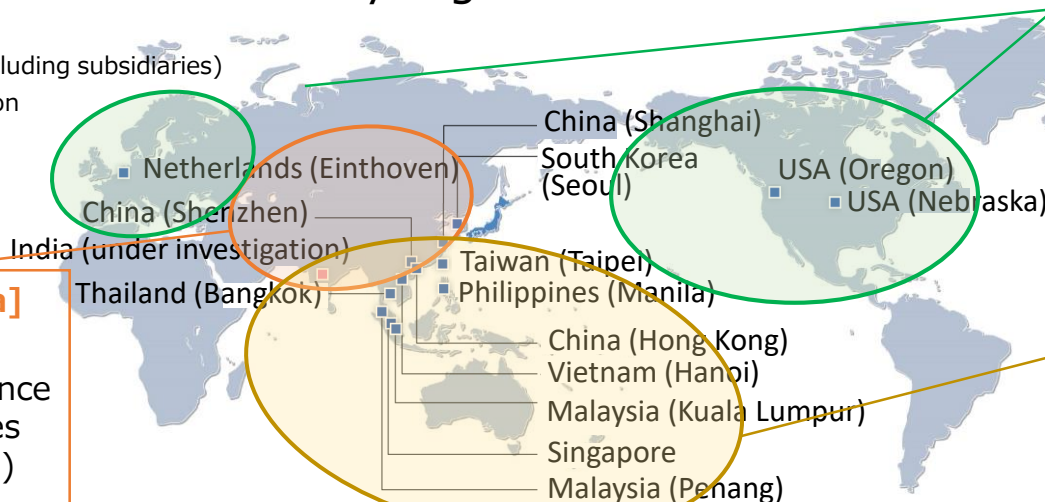 cluding subsidiaries)
on
China (Shanghai)
South Korea
(Seoul)
USA (Oregon)
Netherlands (Einthoven)
USA (Nebraska)
China (Shenzhen)
India (under investigation)
Taiwan (Taipei)
Thailand (Bangkok)
Philippines (Manila)
]
China (Hong Kong)
nce
Vietnam (Hanoi)
es
Malaysia (Kuala Lumpur)
)
Singapore
Malaysia (Penang)